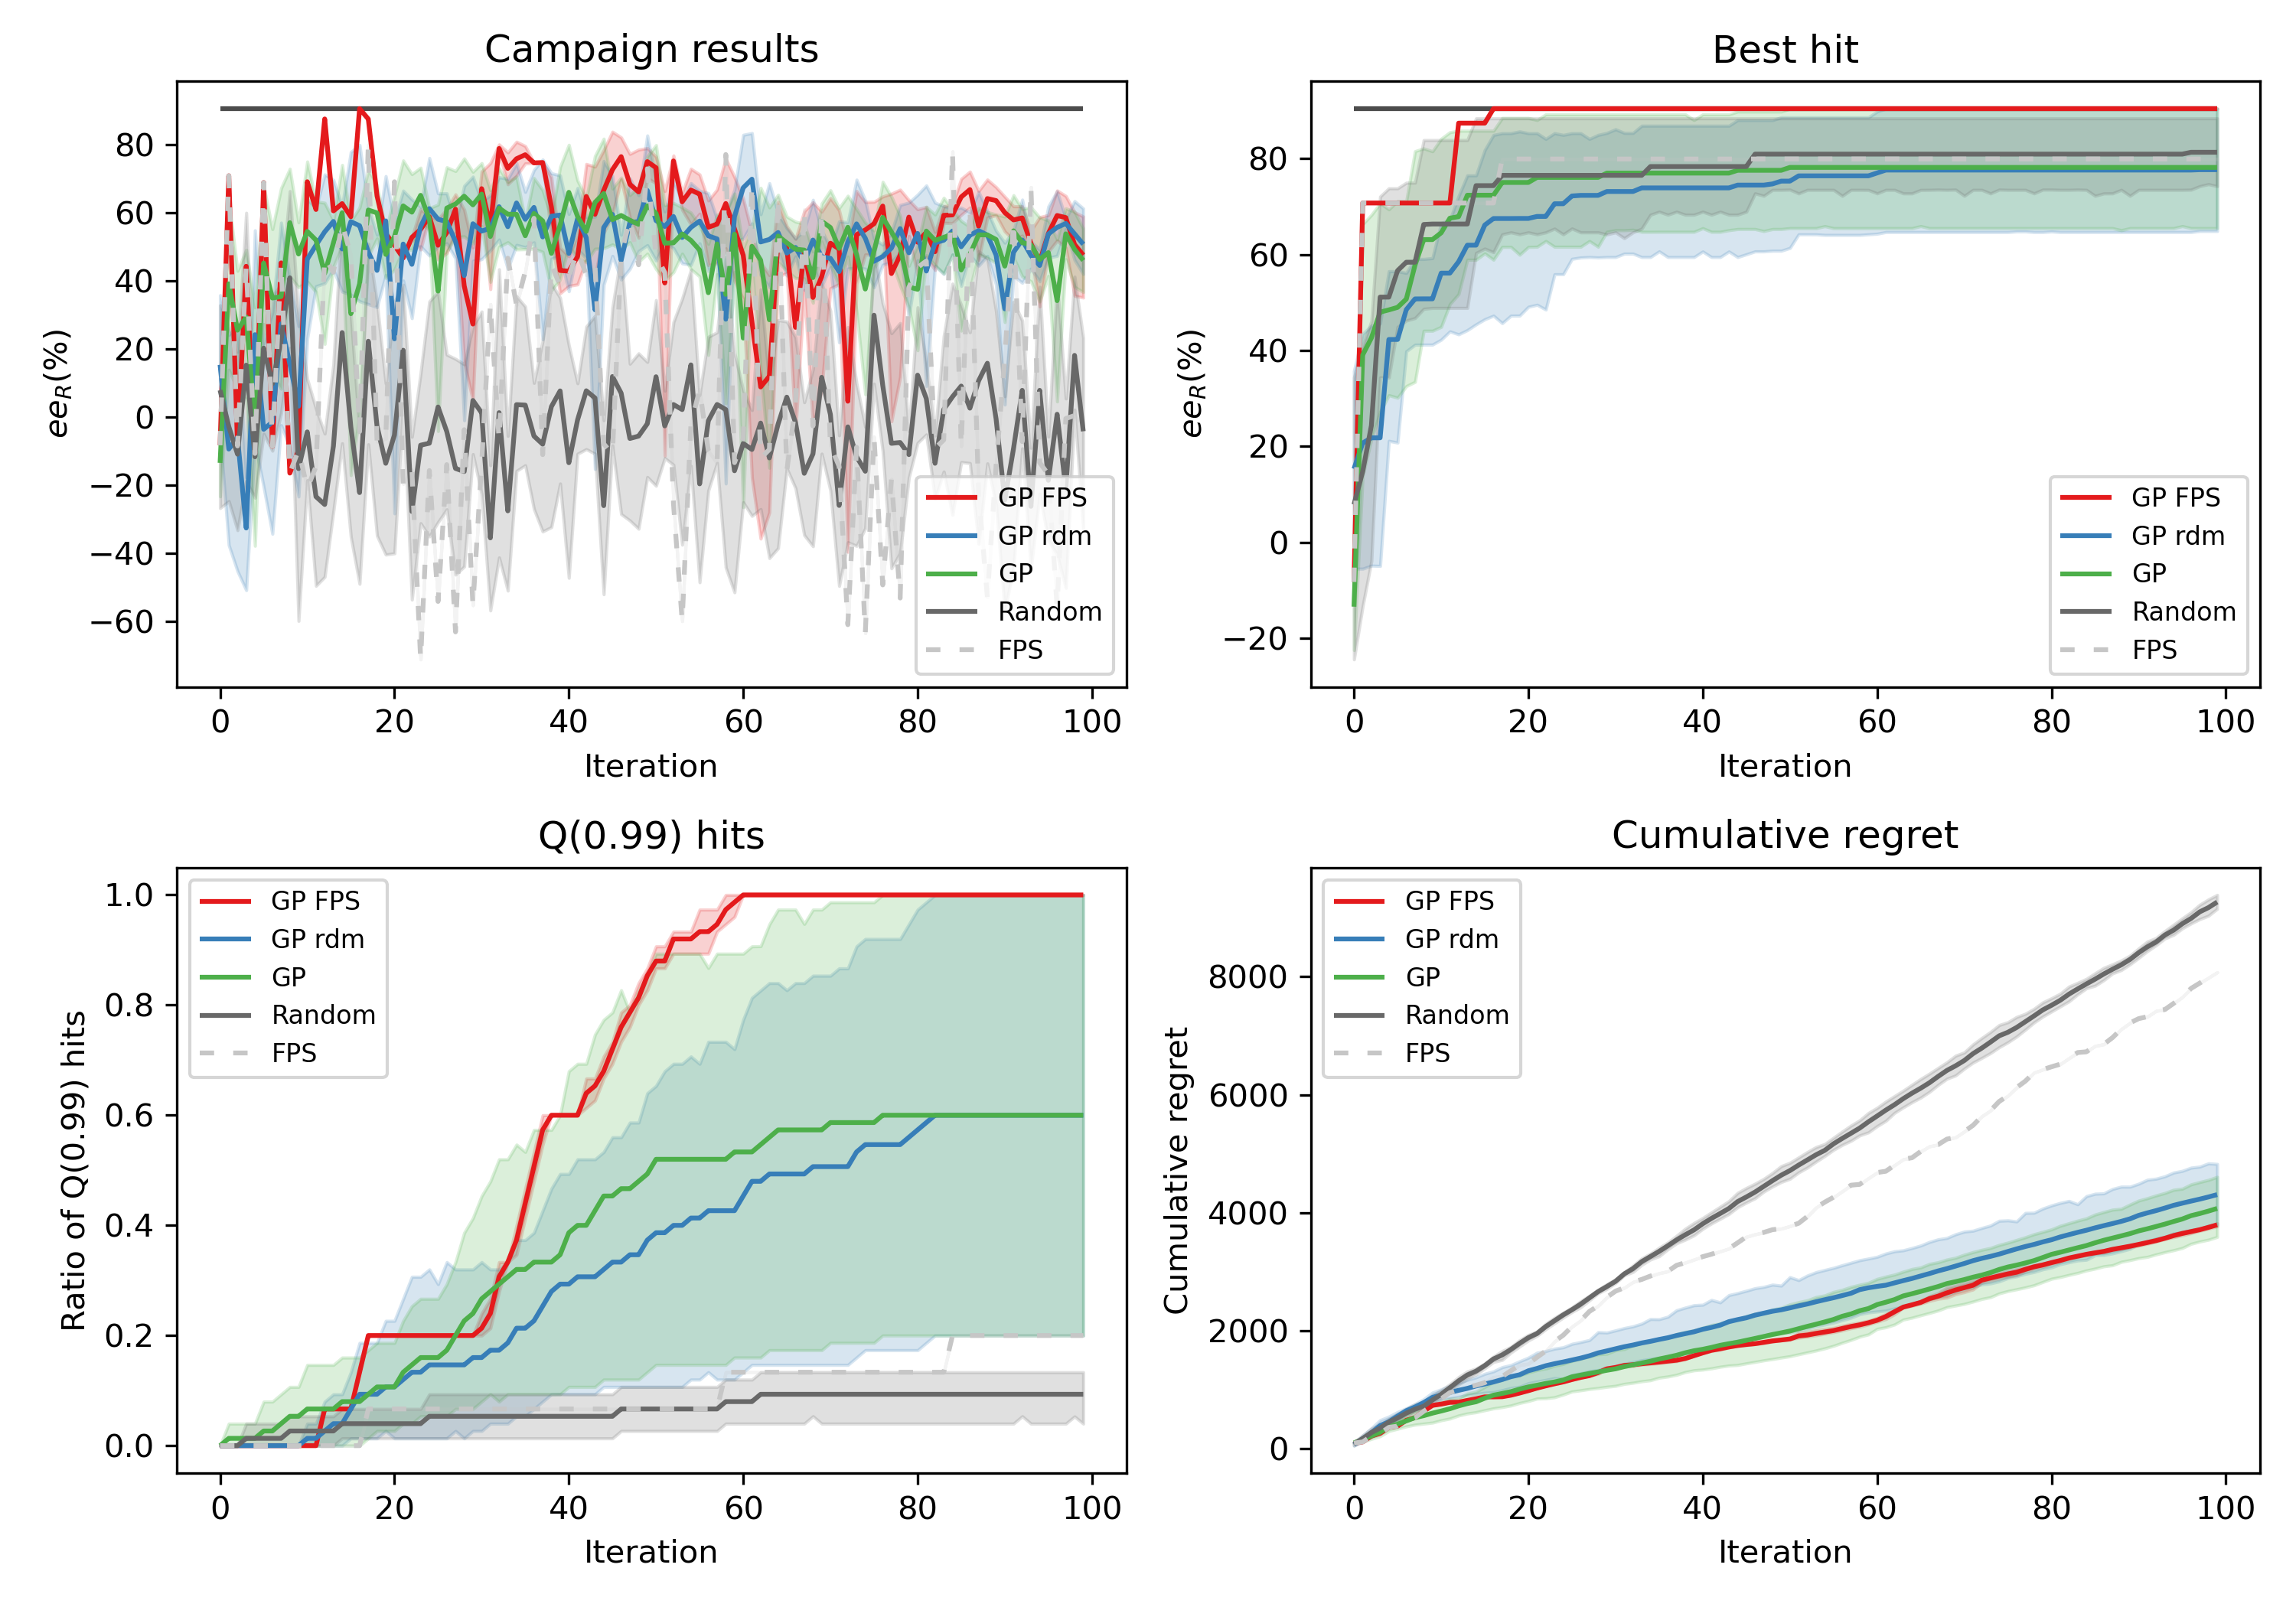 Campaign results
80
60
40
20
0
−20
−40
−60
ee_R(%)
0 20 40 60 80 100
Iteration
GP FPS
GP rdm
GP
Random
FPS
Best hit
80
60
40
20
0
−20
ee_R(%)
0 20 40 60 80 100
Iteration
GP FPS
GP rdm
GP
Random
FPS
Q(0.99) hits
1.0
0.8
0.6
0.4
0.2
0.0
Ratio of Q(0.99) hits
0 20 40 60 80 100
Iteration
GP FPS
GP rdm
GP
Random
FPS
Cumulative regret
8000
6000
4000
2000
0
Cumulative regret
0 20 40 60 80 100
Iteration
GP FPS
GP rdm
GP
Random
FPS